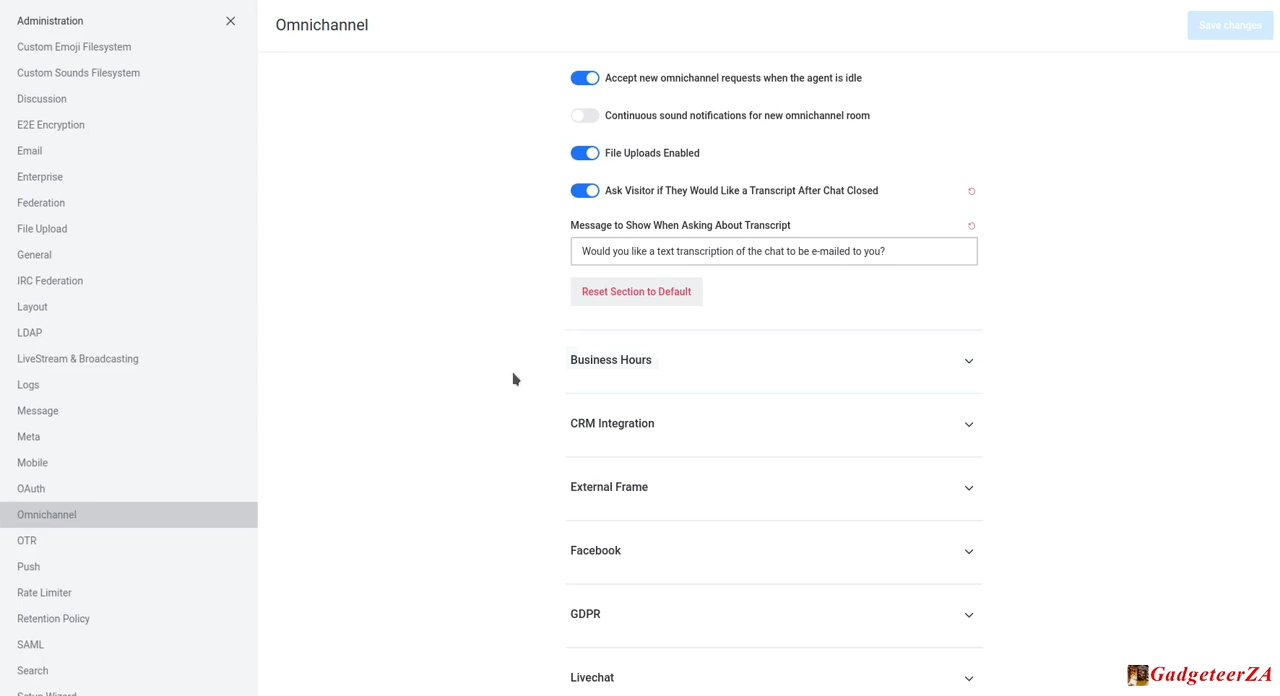 Administration
Custom Emoji Filesystem
Custom Sounds Filesystem
Discussion
E2E Encryption
Email
Enterprise
Federation
File Upload
General
IRC Federation
Layout
LDAP
LiveStream & Broadcasting
Logs
Message
Meta
Mobile
OAuth
Omnichannel
OTR
Push
Rate Limiter
Retention Policy
SAML
Search
Setup Wizard
Omnichannel
Save changes
Accept new omnichannel requests when the agent is idle
Continuous sound notifications for new omnichannel room
File Uploads Enabled
Ask Visitor if They Would Like a Transcript After Chat Closed
Message to Show When Asking About Transcript
Would you like a text transcription of the chat to be e-mailed to you?
Reset Section to Default
Business Hours
CRM Integration
External Frame
Facebook
GDPR
Livechat
GadgeteerZA